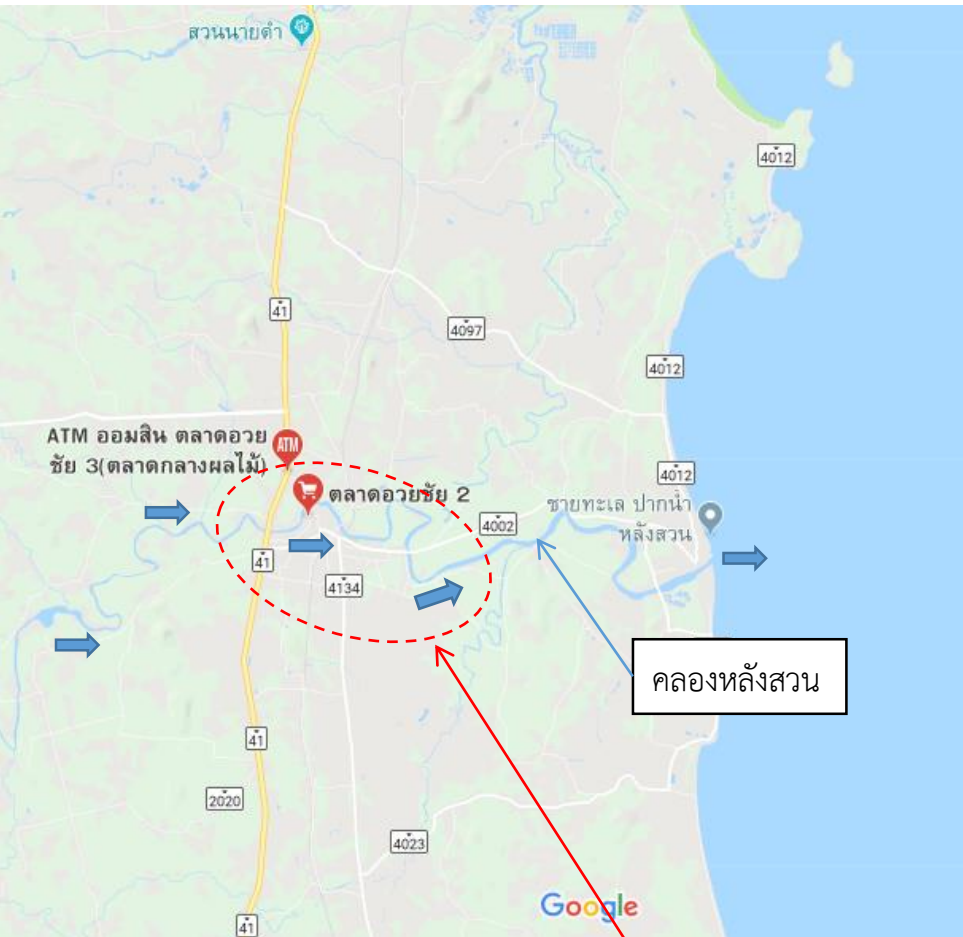 สวนนายดำ
4012
41
4097
4012
ATM ออมสิน ตลาดอวย
ชัย 3(ตลาดกลางผลไม้)
ATM
ตลาดอวยชัย 2
4012
ชายทะเล ปากน้ำ
หลังสวน
4002
41
4134
คลองหลังสวน
41
2020
4023
Google
41